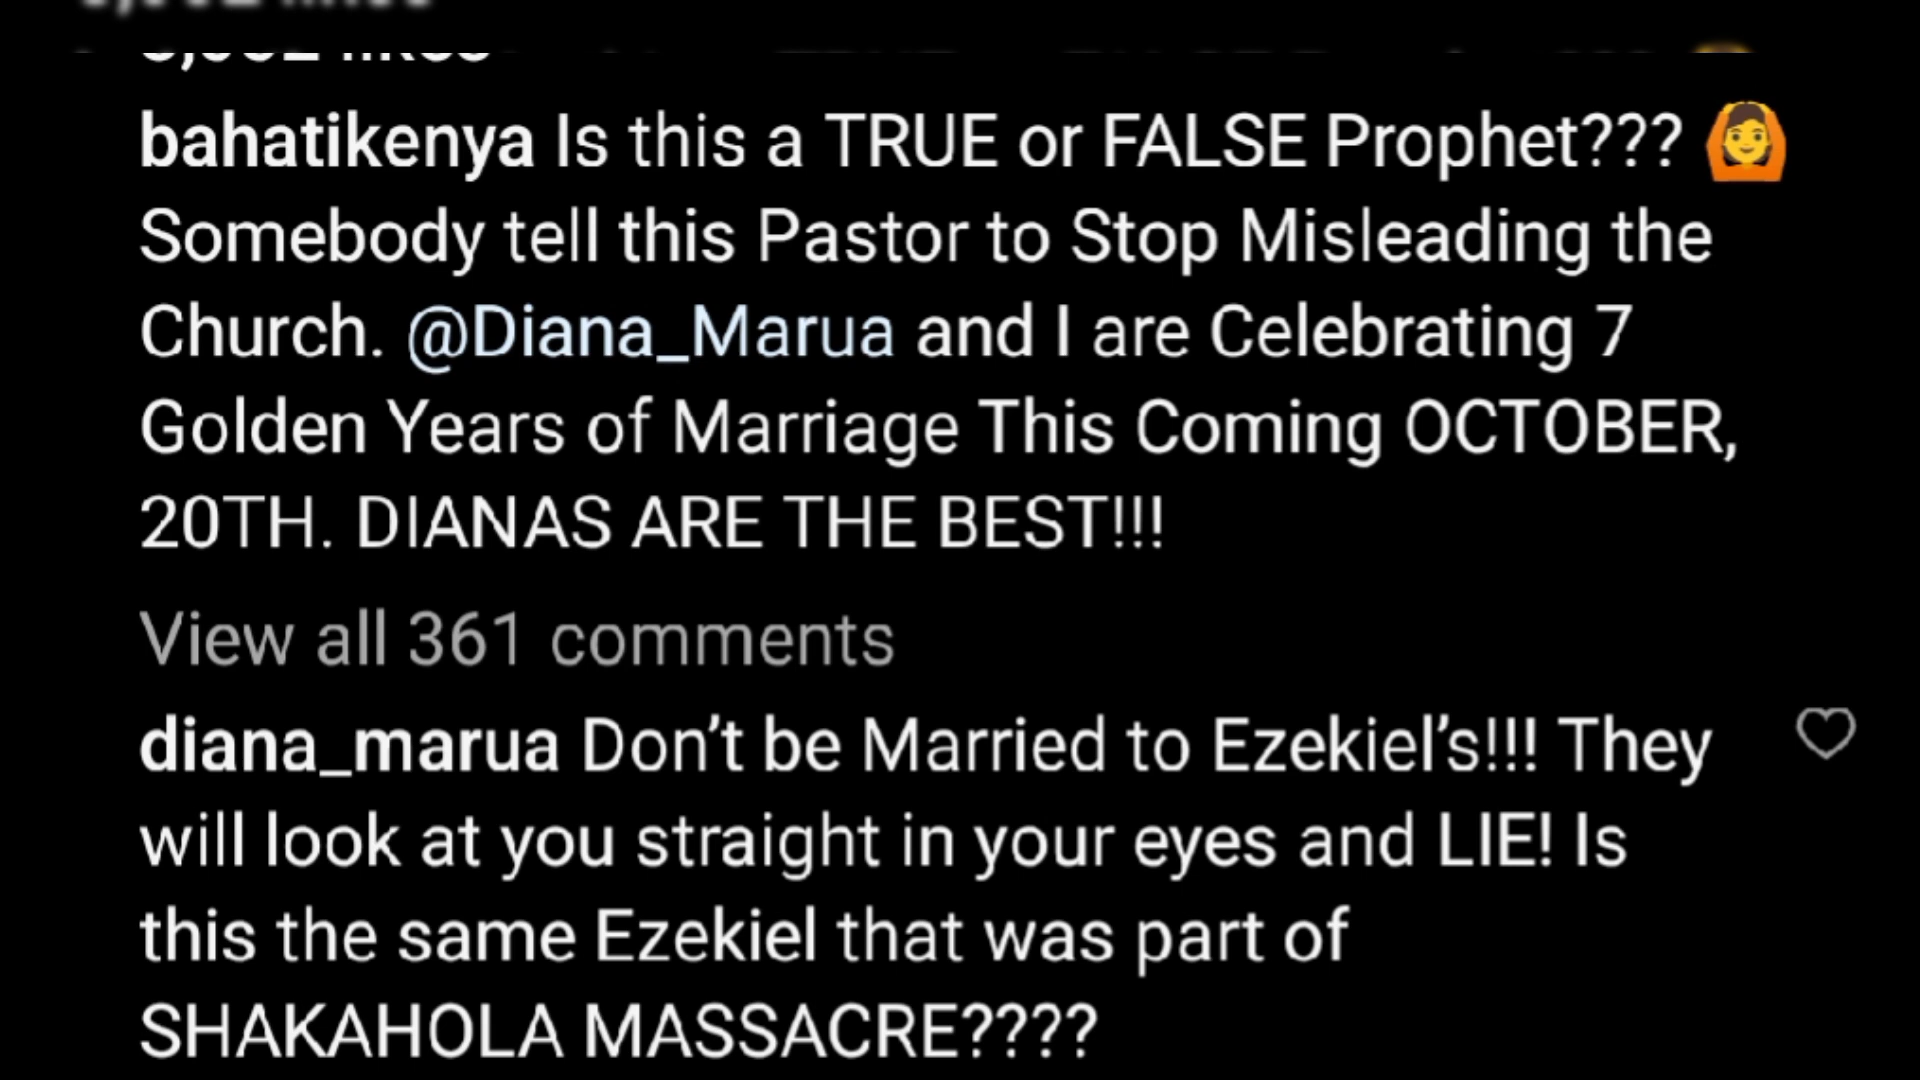 bahatikenya Is this a TRUE or FALSE Prophet??? 🙆
Somebody tell this Pastor to Stop Misleading the
Church. @Diana_Marua and I are Celebrating 7
Golden Years of Marriage This Coming OCTOBER,
20TH. DIANAS ARE THE BEST!!!
View all 361 comments
diana_marua Don’t be Married to Ezekiel’s!!! They
will look at you straight in your eyes and LIE! Is
this the same Ezekiel that was part of
SHAKAHOLA MASSACRE????